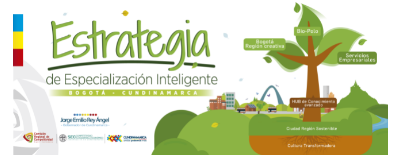 Estrategia
de Especialización Inteligente
BOGOTÁ - CUNDINAMARCA
Jorge Emilio Rey Ángel
CUNDINAMARCA
Bio-Polo
Bogotá
Región creativa
Servicios
Empresariales
HUB de Conocimiento
avanzado
Ciudad Región Sostenible
Cultura Transformadora